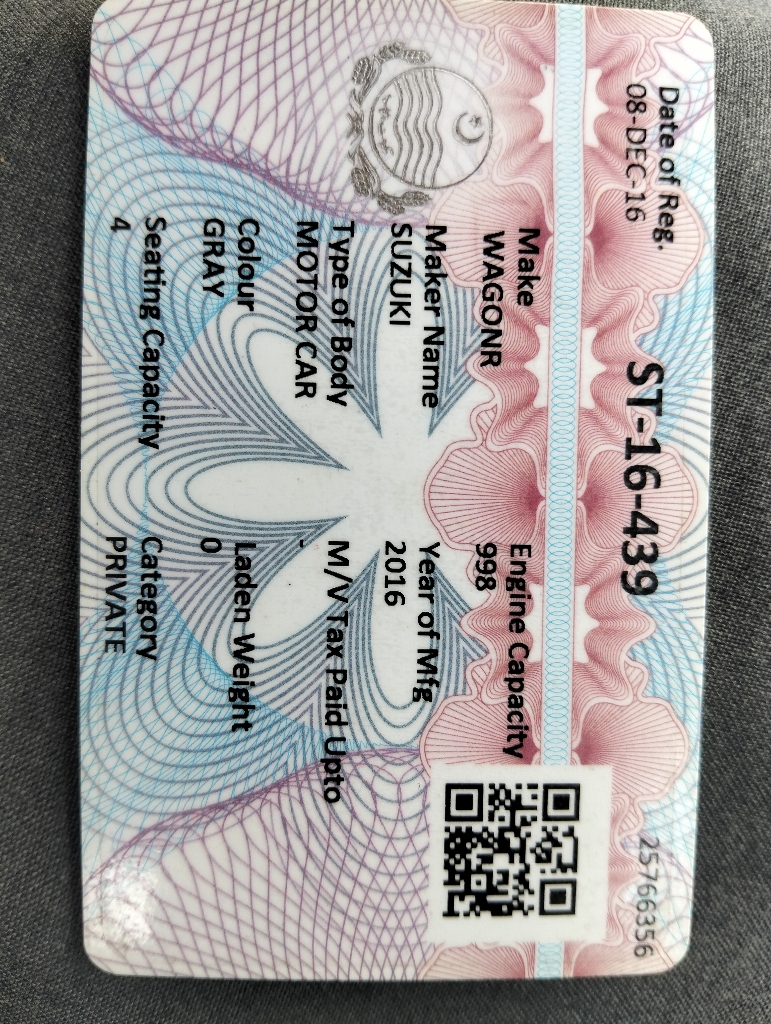 Date of Reg.
08-DEC-16
ST-16-439
25766356
Make
WAGONR
Engine Capacity
998
Maker Name
SUZUKI
Year of Mfg
2016
Type of Body
MOTOR CAR
M/V Tax Paid Upto
-
Colour
GRAY
Laden Weight
0
Seating Capacity
4
Category
PRIVATE